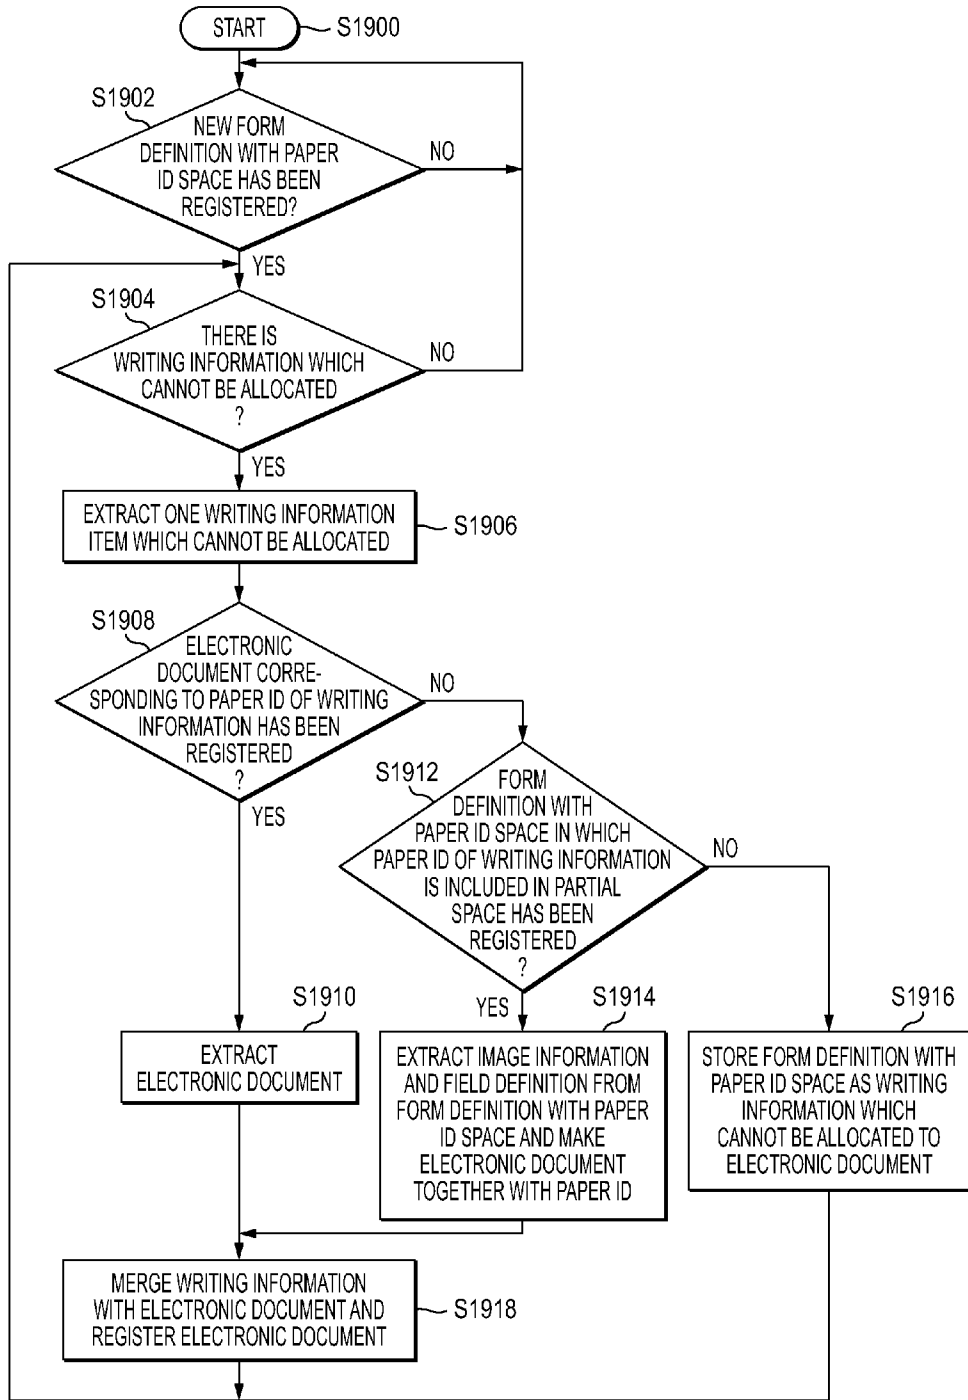 START
S1900
S1902
NEW FORM
DEFINITION WITH PAPER
ID SPACE HAS BEEN
REGISTERED?
NO
YES
S1904
THERE IS
WRITING INFORMATION WHICH
CANNOT BE ALLOCATED
?
NO
YES
EXTRACT ONE WRITING INFORMATION
ITEM WHICH CANNOT BE ALLOCATED
S1906
S1908
ELECTRONIC
DOCUMENT CORRE-
SPONDING TO PAPER ID OF WRITING
INFORMATION HAS BEEN
REGISTERED
?
NO
YES
S1912
FORM
DEFINITION WITH
PAPER ID SPACE IN WHICH
PAPER ID OF WRITING INFORMATION
IS INCLUDED IN PARTIAL
SPACE HAS BEEN
REGISTERED
?
NO
YES
S1910
EXTRACT
ELECTRONIC DOCUMENT
S1914
EXTRACT IMAGE INFORMATION
AND FIELD DEFINITION FROM
FORM DEFINITION WITH PAPER
ID SPACE AND MAKE
ELECTRONIC DOCUMENT
TOGETHER WITH PAPER ID
S1916
STORE FORM DEFINITION WITH
PAPER ID SPACE AS WRITING
INFORMATION WHICH
CANNOT BE ALLOCATED TO
ELECTRONIC DOCUMENT
MERGE WRITING INFORMATION
WITH ELECTRONIC DOCUMENT AND
REGISTER ELECTRONIC DOCUMENT
S1918